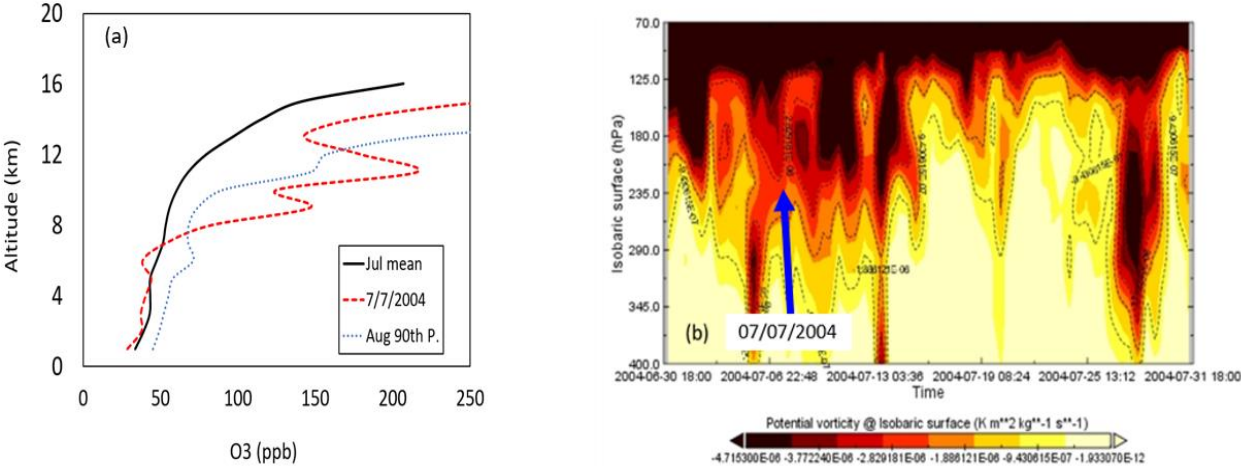 20
16
12
8
4
0
Altitude (km)
(a)
Jul mean
7/7/2004
Aug 90th P.
0 50 100 150 200 250
O3 (ppb)
70.0
125.0
180.0
235.0
290.0
345.0
400.0
Isobaric surface (hPa)
(b)
07/07/2004
2004-06-30 18:00 2004-07-06 22:48 2004-07-13 03:36 2004-07-19 08:24 2004-07-25 13:12 2004-07-31 18:00
Time
Potential vorticity @ Isobaric surface (K m**2 kg**-1 s**-1)
-4.715300E-06 -3.772240E-06 -2.829181E-06 -1.886121E-06 -9.430615E-07 -1.933070E-12